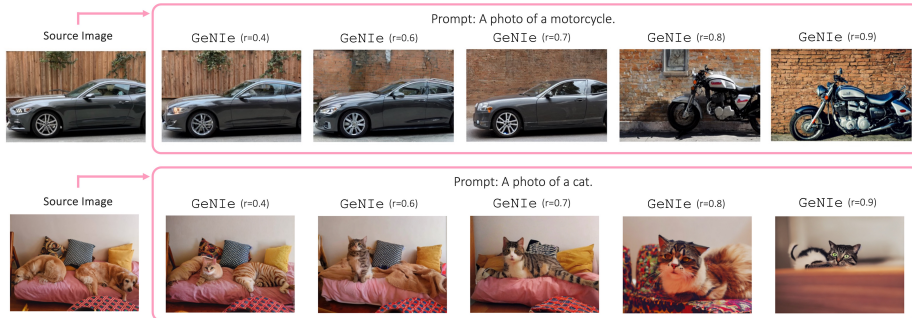 Prompt: A photo of a motorcycle.
Source Image GeNIe (r=0.4) GeNIe (r=0.6) GeNIe (r=0.7) GeNIe (r=0.8) GeNIe (r=0.9)
Prompt: A photo of a cat.
Source Image GeNIe (r=0.4) GeNIe (r=0.6) GeNIe (r=0.7) GeNIe (r=0.8) GeNIe (r=0.9)